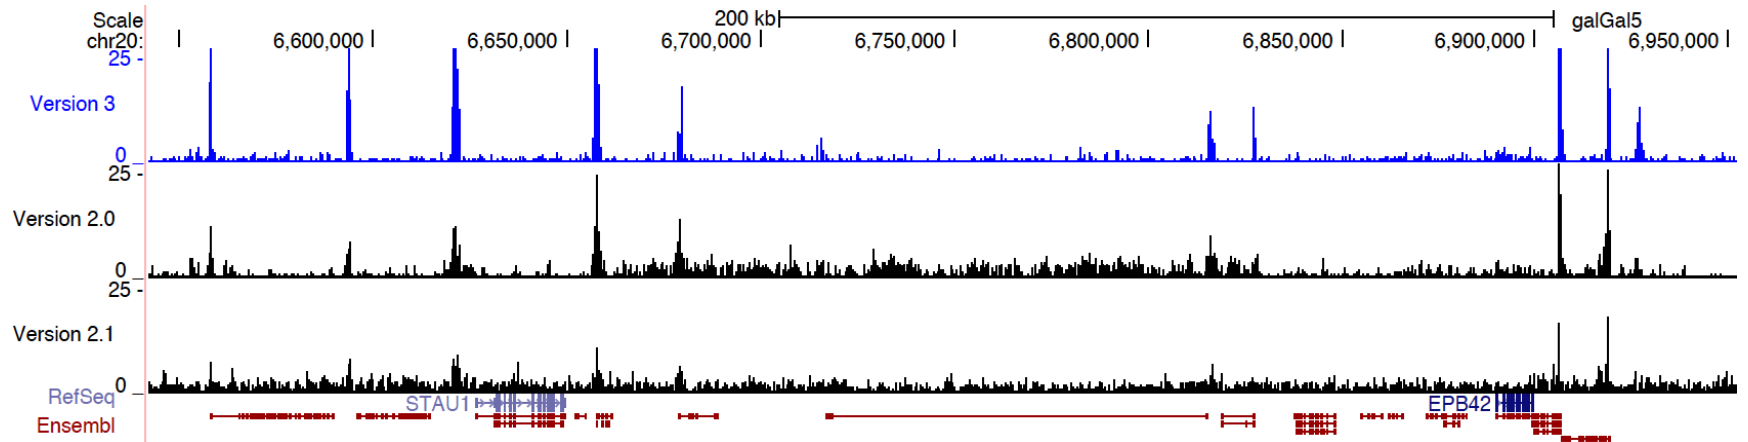 Scale 200 kb galGal5
chr20: 6,600,000 6,650,000 6,700,000 6,750,000 6,800,000 6,850,000 6,900,000 6,950,000
25 -
Version 3
0 _
25 -
Version 2.0
0 _
25 -
Version 2.1
0 _
RefSeq STAU1 EPB42
Ensembl